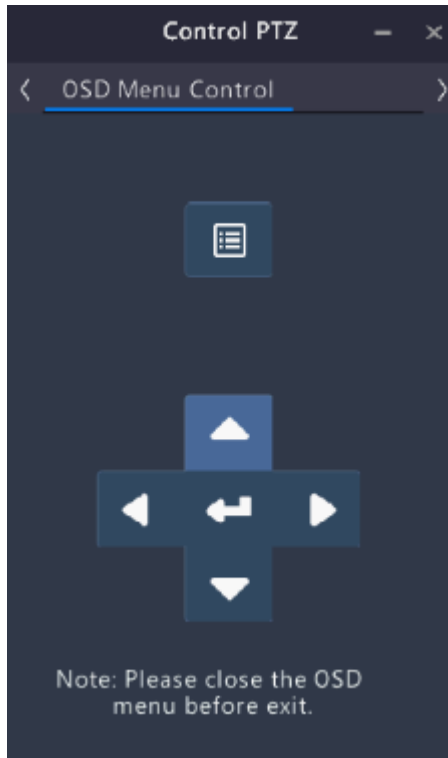 Control PTZ
OSD Menu Control
Note: Please close the OSD
menu before exit.